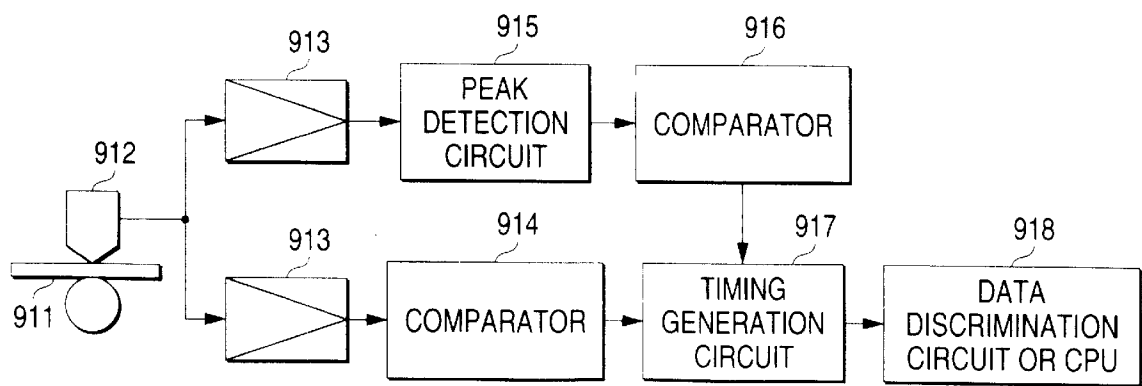 913
915
PEAK
DETECTION
CIRCUIT
916
COMPARATOR
912
911
913
914
COMPARATOR
917
TIMING
GENERATION
CIRCUIT
918
DATA
DISCRIMINATION
CIRCUIT OR CPU